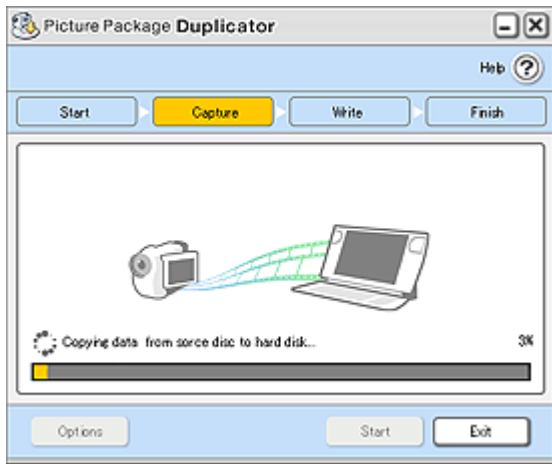 Picture Package Duplicator
Help ?
Start Capture Write Finish
Copying data from sorce disc to hard disk... 3%
Options Start Exit